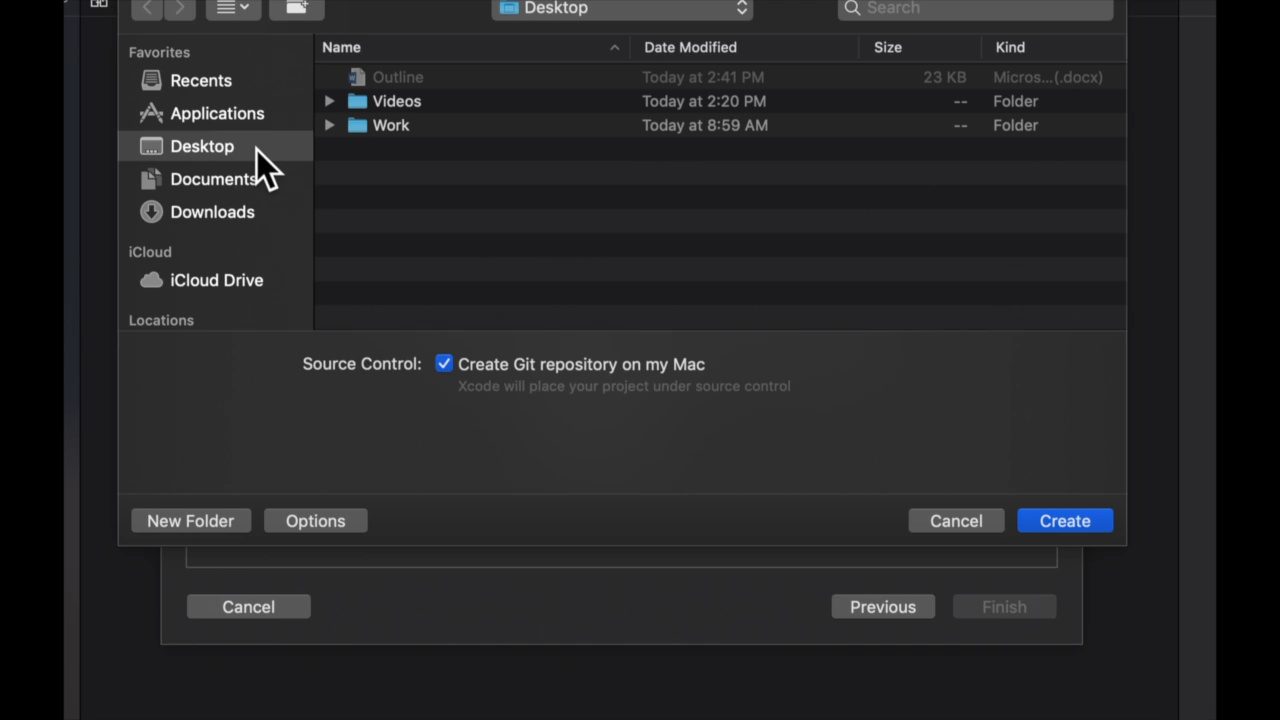 Desktop
Search
Favorites
Recents
Applications
Desktop
Documents
Downloads
iCloud
iCloud Drive
Locations
Name Date Modified Size Kind
Outline Today at 2:41 PM 23 KB Micros...(.docx)
Videos Today at 2:20 PM -- Folder
Work Today at 8:59 AM -- Folder
Source Control: Create Git repository on my Mac
Xcode will place your project under source control
New Folder Options Cancel Create
Cancel Previous Finish